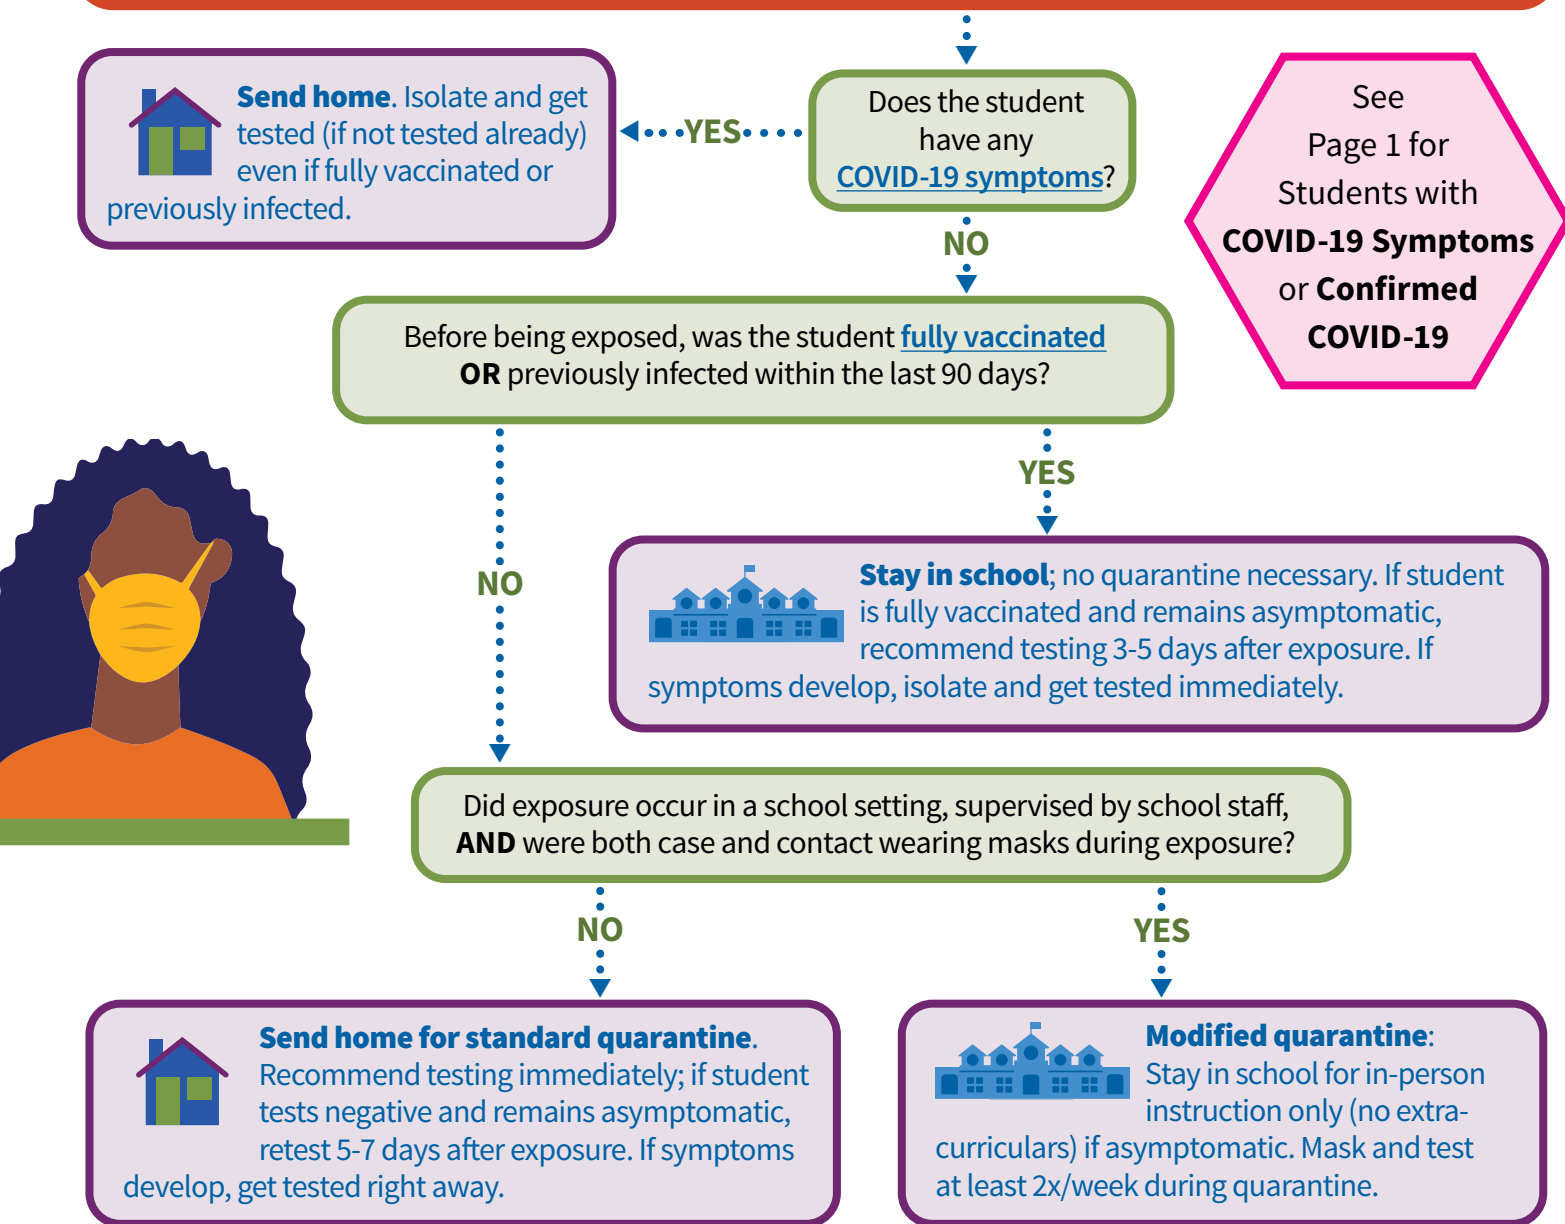 Send home. Isolate and get
tested (if not tested already)
even if fully vaccinated or
previously infected.
YES
Does the student
have any
COVID-19 symptoms?
See
Page 1 for
Students with
COVID-19 Symptoms
or Confirmed
COVID-19
NO
Before being exposed, was the student fully vaccinated
OR previously infected within the last 90 days?
YES
NO
Stay in school; no quarantine necessary. If student
is fully vaccinated and remains asymptomatic,
recommend testing 3-5 days after exposure. If
symptoms develop, isolate and get tested immediately.
Did exposure occur in a school setting, supervised by school staff,
AND were both case and contact wearing masks during exposure?
NO
YES
Send home for standard quarantine.
Recommend testing immediately; if student
tests negative and remains asymptomatic,
retest 5-7 days after exposure. If symptoms
develop, get tested right away.
Modified quarantine:
Stay in school for in-person
instruction only (no extra-
curriculars) if asymptomatic. Mask and test
at least 2x/week during quarantine.